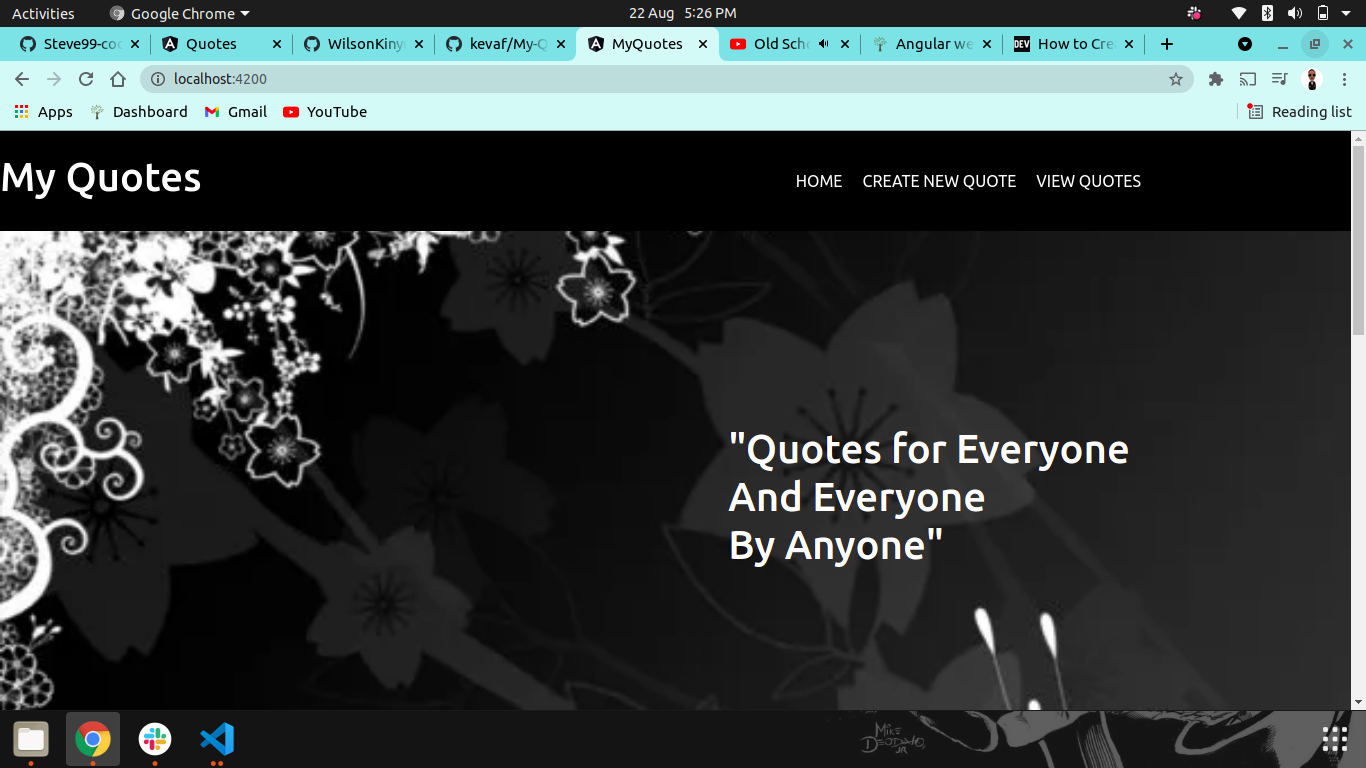 Activities Google Chrome 22 Aug 5:26 PM
Steve99-coc Quotes WilsonKiny kevaf/My-Q MyQuotes Old Scho Angular we DEV How to Cre
localhost:4200
Apps Dashboard Gmail YouTube Reading list
My Quotes HOME CREATE NEW QUOTE VIEW QUOTES
"Quotes for Everyone
And Everyone
By Anyone"
MIKE
DEODATO,
JR